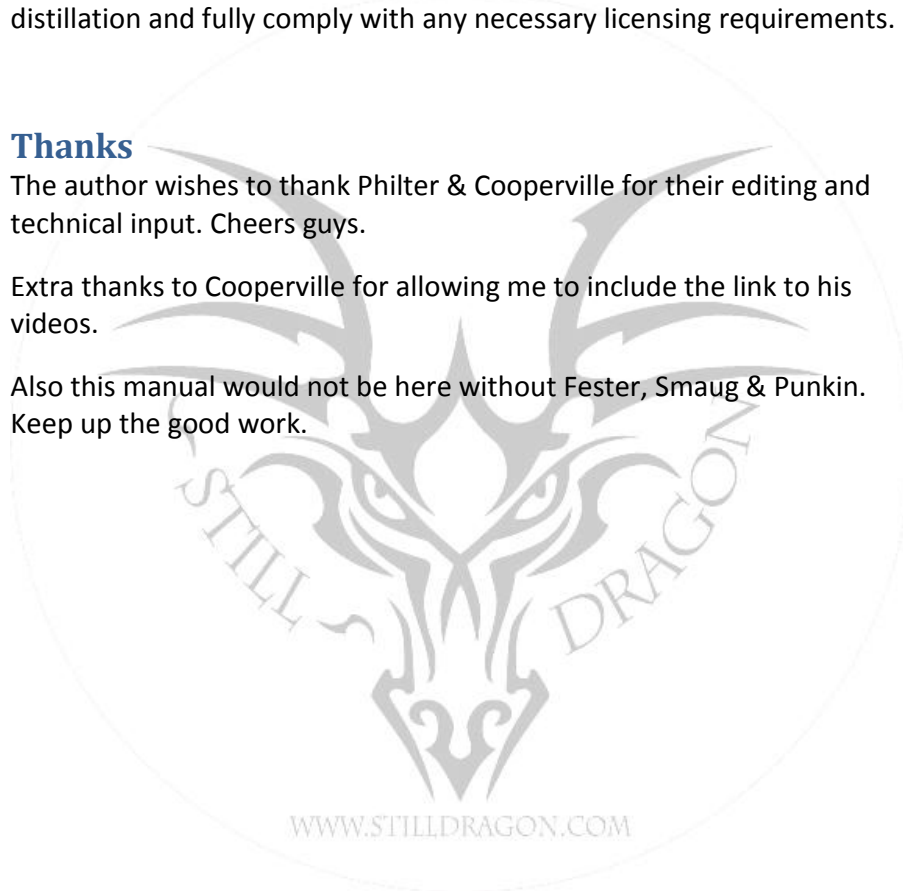 distillation and fully comply with any necessary licensing requirements.
Thanks
The author wishes to thank Philter & Cooperville for their editing and
technical input. Cheers guys.
Extra thanks to Cooperville for allowing me to include the link to his
videos.
Also this manual would not be here without Fester, Smaug & Punkin.
Keep up the good work.
STILL DRAGON
WWW.STILLDRAGON.COM